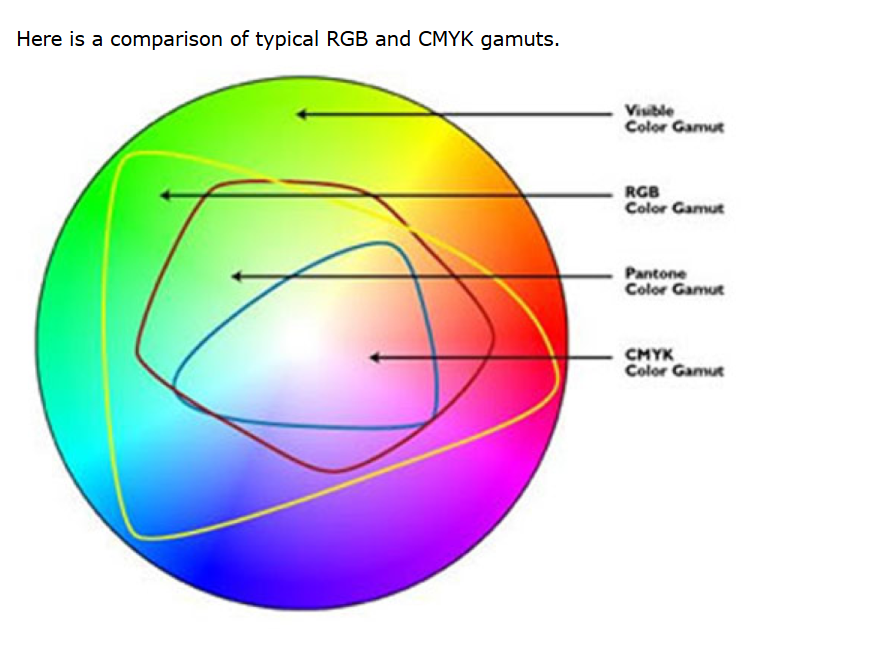 Here is a comparison of typical RGB and CMYK gamuts.
Visible
Color Gamut
RGB
Color Gamut
Pantone
Color Gamut
CMYK
Color Gamut